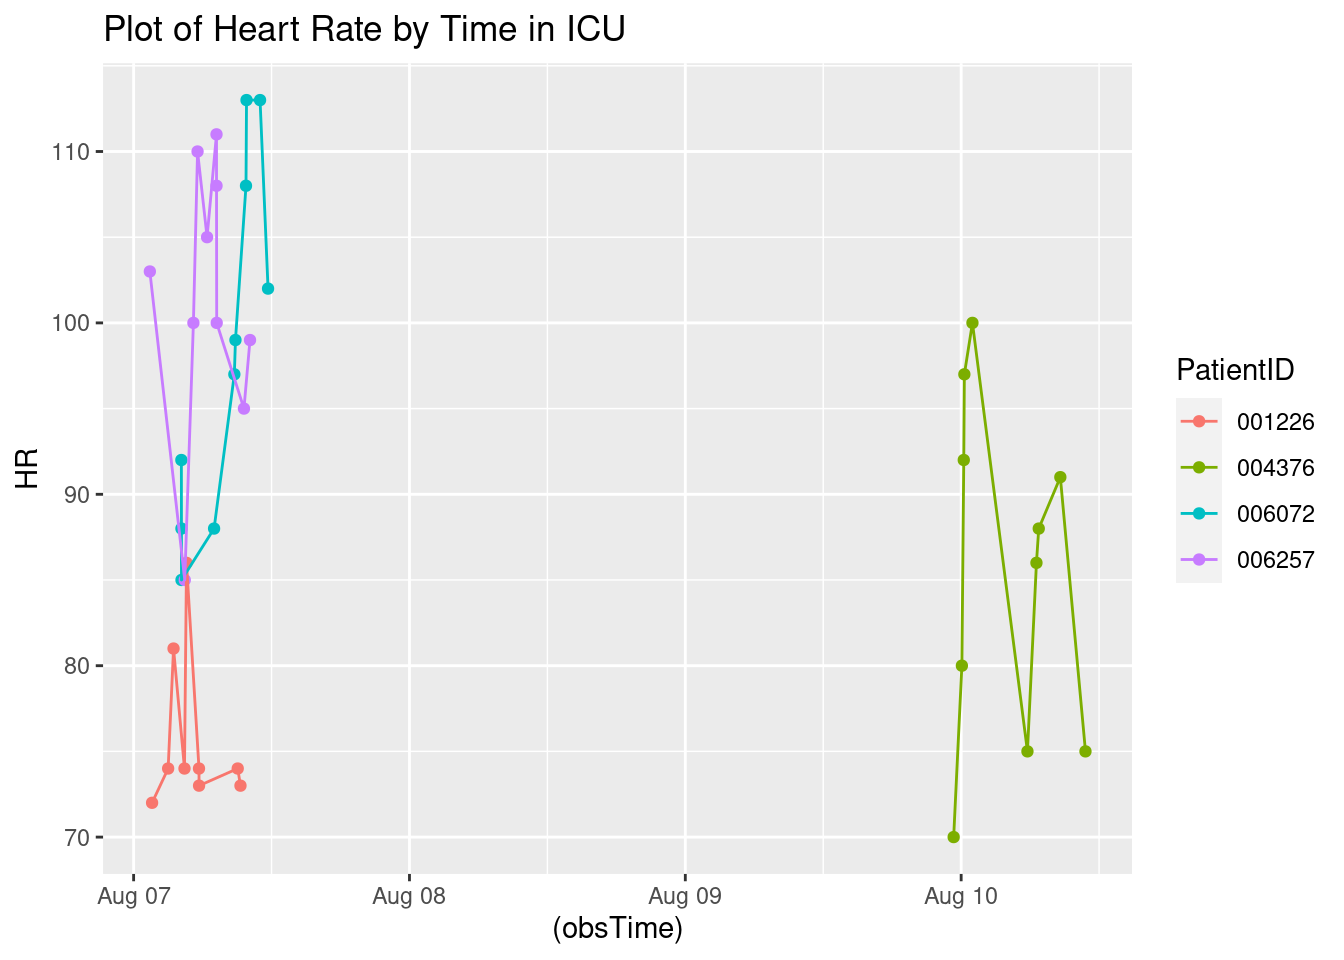 Plot of Heart Rate by Time in ICU
110
100
90
80
70
HR
Aug 07
Aug 08
Aug 09
Aug 10
(obsTime)
PatientID
001226
004376
006072
006257